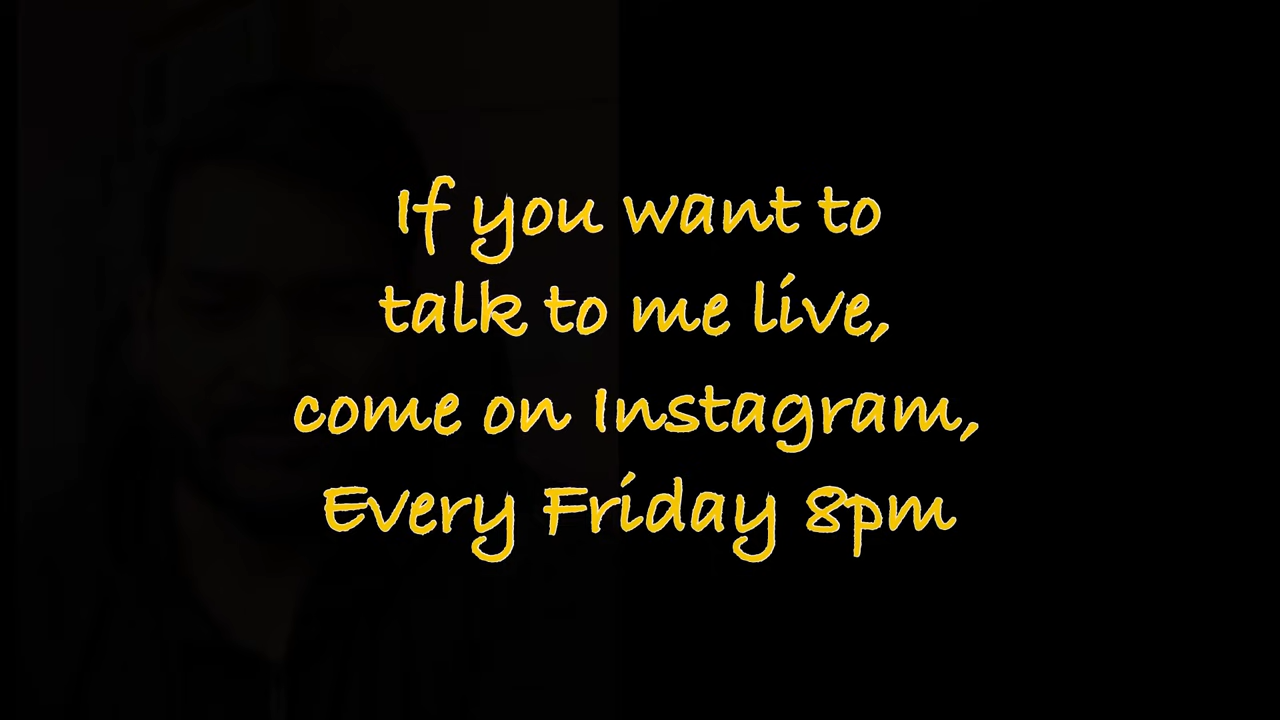 If you want to
talk to me live,
come on Instagram,
Every Friday 8pm